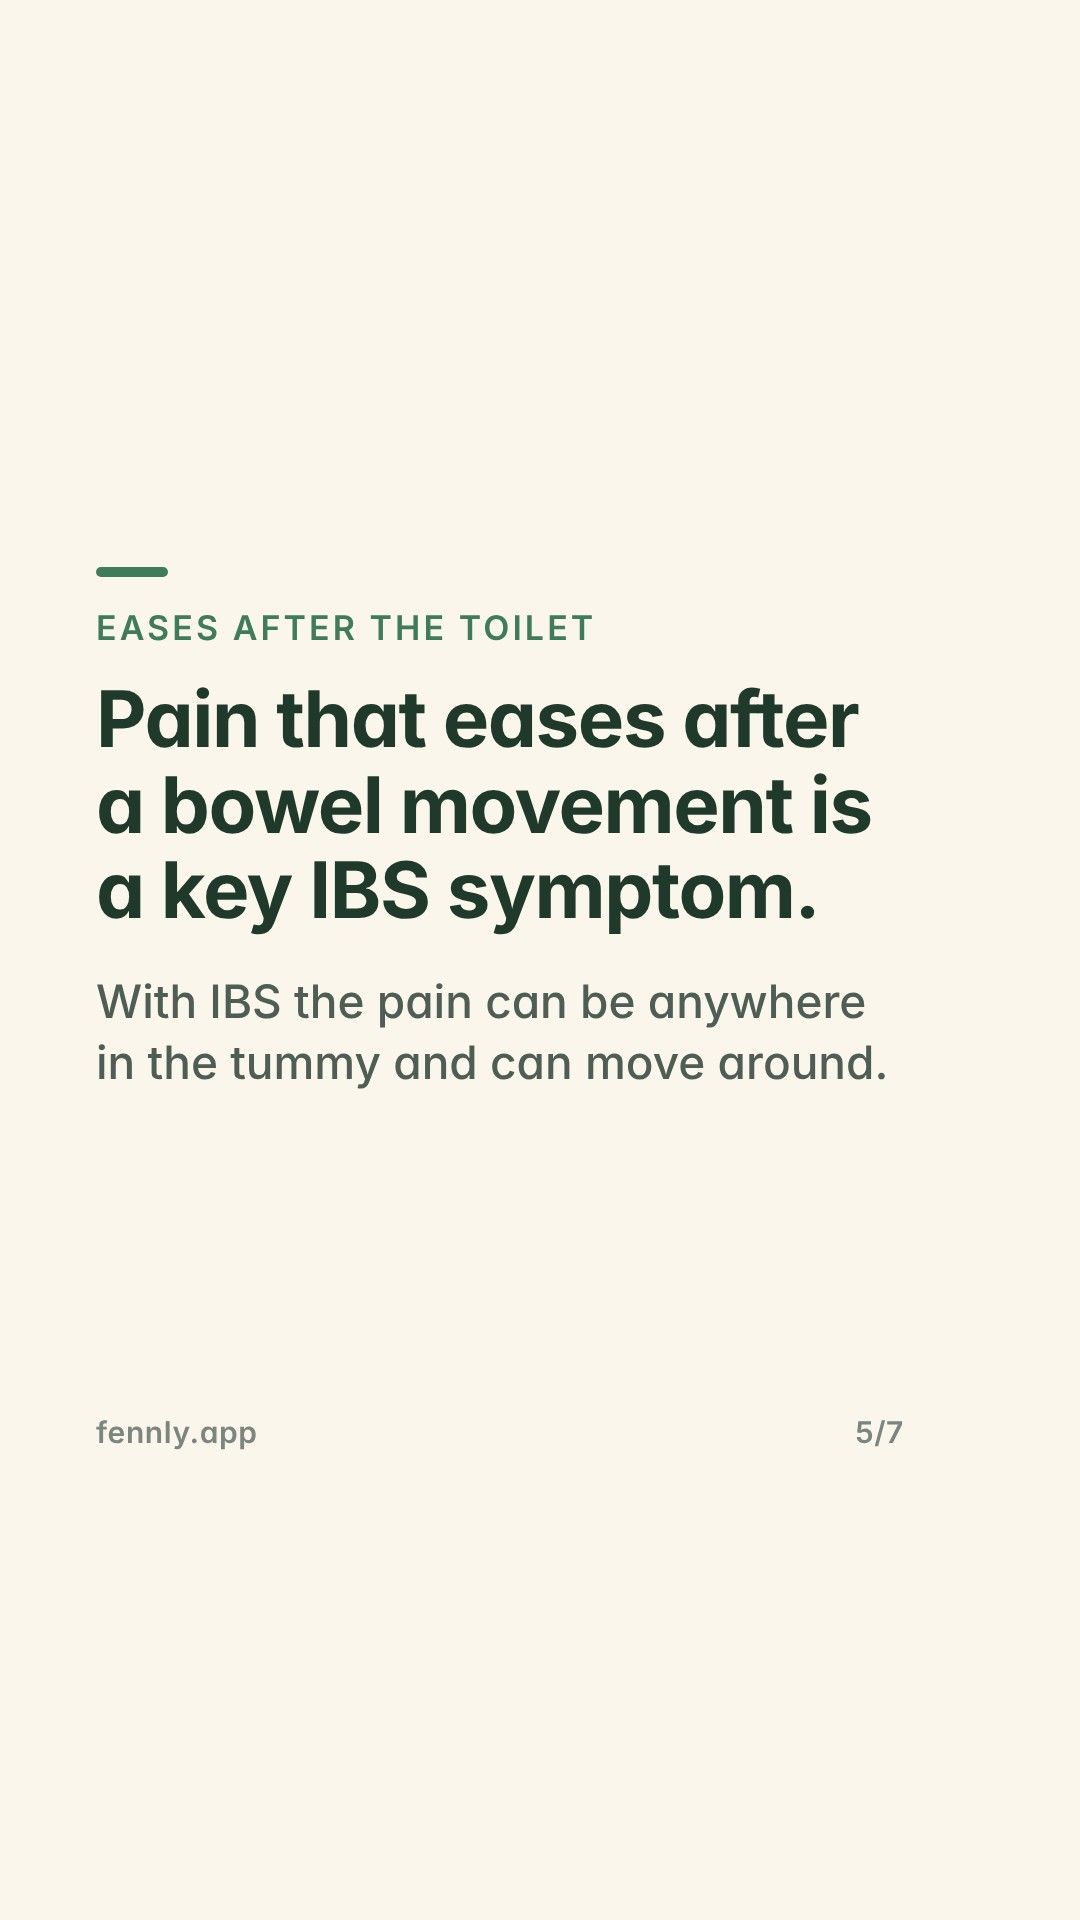 EASES AFTER THE TOILET
Pain that eases after
a bowel movement is
a key IBS symptom.
With IBS the pain can be anywhere
in the tummy and can move around.
fennly.app
5/7